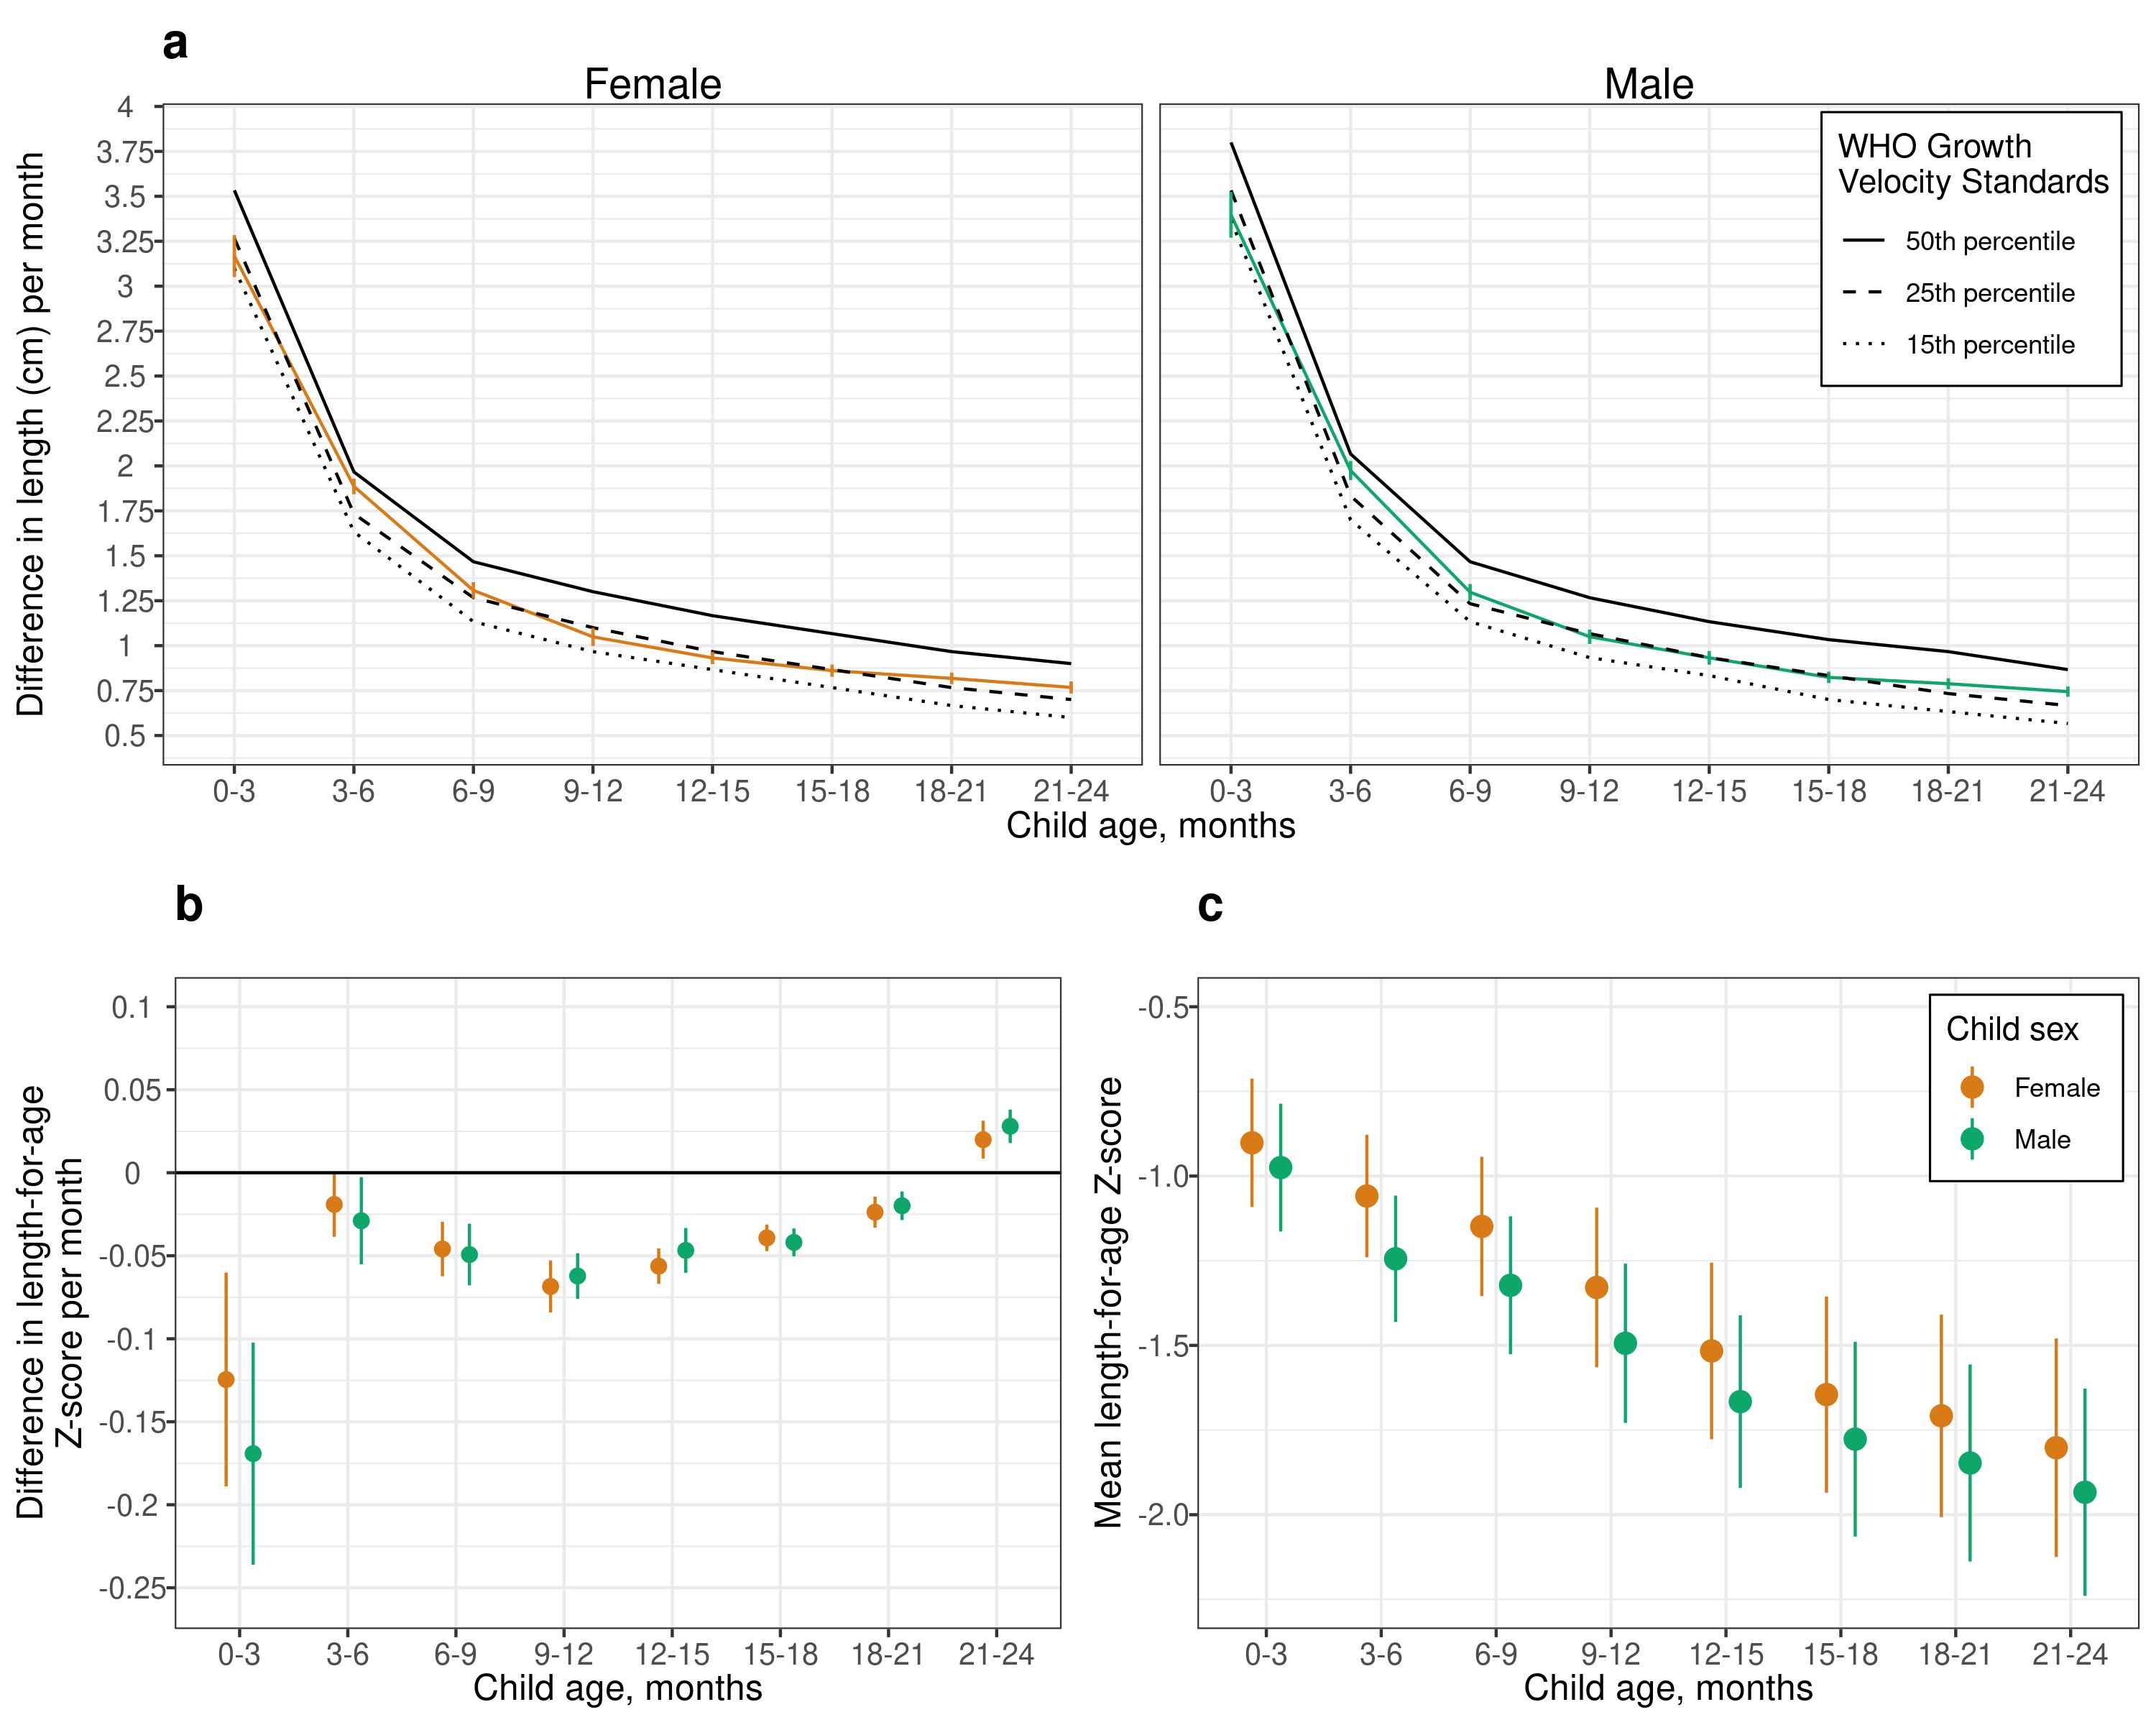 a
Female
Male
Difference in length (cm) per month
4
3.75
3.5
3.25
3
2.75
2.5
2.25
2
1.75
1.5
1.25
1
0.75
0.5
WHO Growth
Velocity Standards
50th percentile
25th percentile
15th percentile
0-3 3-6 6-9 9-12 12-15 15-18 18-21 21-24
0-3 3-6 6-9 9-12 12-15 15-18 18-21 21-24
Child age, months
b
Difference in length-for-age
Z-score per month
0.1
0.05
0
-0.05
-0.1
-0.15
-0.2
-0.25
0-3 3-6 6-9 9-12 12-15 15-18 18-21 21-24
Child age, months
c
Mean length-for-age Z-score
-0.5
-1.0
-1.5
-2.0
Child sex
Female
Male
0-3 3-6 6-9 9-12 12-15 15-18 18-21 21-24
Child age, months